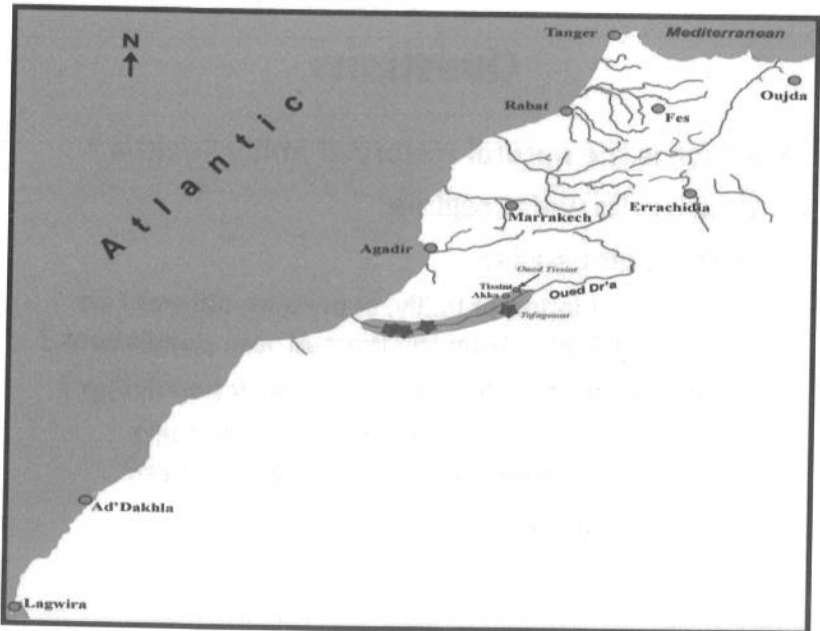 Tanger
Mediterranean
N
Oujda
Rabat
Fes
Atlantic
Errachidia
Marrakech
Agadir
Oued Tissint
Tissint
Akka
Oued Dr'a
Tafagount
Ad'Dakhla
Lagwira